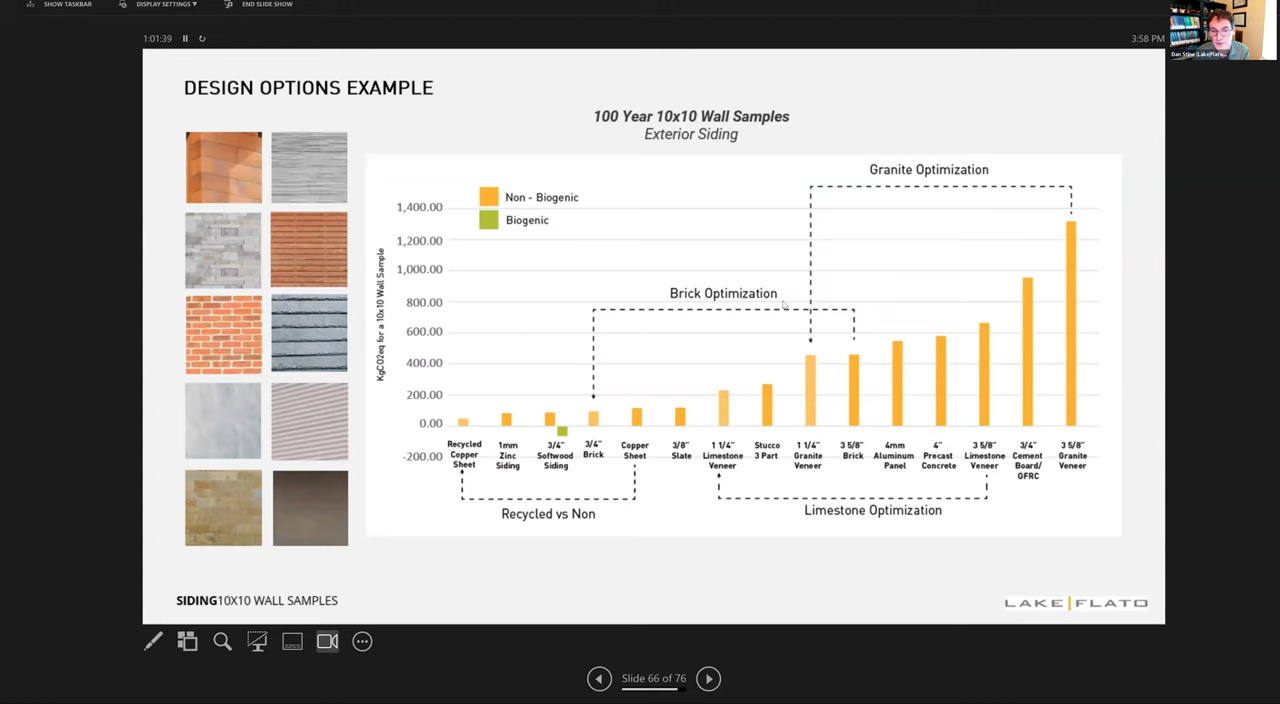 SHOW TASKBAR
DISPLAY SETTINGS ▾
END SLIDE SHOW
1:01:39
3:58 PM
Dan Stine (Lake|Flato...
DESIGN OPTIONS EXAMPLE
100 Year 10x10 Wall Samples
Exterior Siding
Granite Optimization
Non - Biogenic
Biogenic
Brick Optimization
KgCO2eq for a 10x10 Wall Sample
1,400.00
1,200.00
1,000.00
800.00
600.00
400.00
200.00
0.00
-200.00
Recycled
Copper
Sheet
1mm
Zinc
Siding
3/4"
Softwood
Siding
3/4"
Brick
Copper
Sheet
3/8"
Slate
1 1/4"
Limestone
Veneer
Stucco
3 Part
1 1/4"
Granite
Veneer
3 5/8"
Brick
4mm
Aluminum
Panel
4"
Precast
Concrete
3 5/8"
Limestone
Veneer
3/4"
Cement
Board/
GFRC
3 5/8"
Granite
Veneer
Recycled vs Non
Limestone Optimization
SIDING10X10 WALL SAMPLES
LAKE|FLATO
Slide 66 of 76